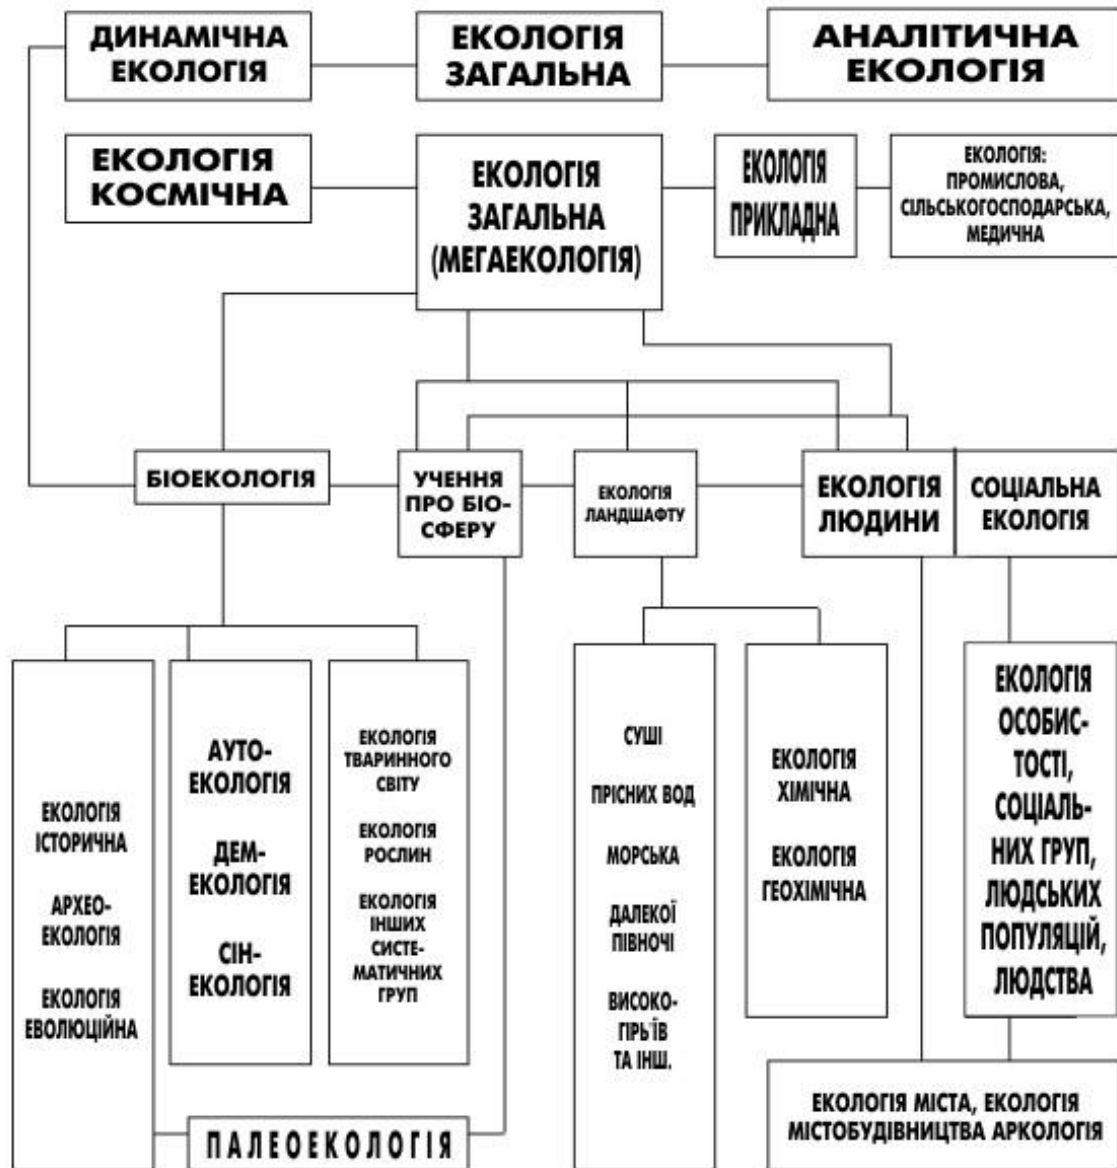 ДИНАМІЧНА
ЕКОЛОГІЯ
ЕКОЛОГІЯ
ЗАГАЛЬНА
АНАЛІТИЧНА
ЕКОЛОГІЯ
ЕКОЛОГІЯ
КОСМІЧНА
ЕКОЛОГІЯ
ЗАГАЛЬНА
(МЕГАЕКОЛОГІЯ)
ЕКОЛОГІЯ
ПРИКЛАДНА
ЕКОЛОГІЯ:
ПРОМИСЛОВА,
СІЛЬСЬКОГОСПОДАРСЬКА,
МЕДИЧНА
БІОЕКОЛОГІЯ
УЧЕННЯ
ПРО БІО-
СФЕРУ
ЕКОЛОГІЯ
ЛАНДШАФТУ
ЕКОЛОГІЯ
ЛЮДИНИ
СОЦІАЛЬНА
ЕКОЛОГІЯ
ЕКОЛОГІЯ
ІСТОРИЧНА
АРХЕО-
ЕКОЛОГІЯ
ЕКОЛОГІЯ
ЕВОЛЮЦІЙНА
АУТО-
ЕКОЛОГІЯ
ДЕМ-
ЕКОЛОГІЯ
СІН-
ЕКОЛОГІЯ
ЕКОЛОГІЯ
ТВАРИННОГО
СВІТУ
ЕКОЛОГІЯ
РОСЛИН
ЕКОЛОГІЯ
ІНШИХ
СИСТЕ-
МАТИЧНИХ
ГРУП
СУШІ
ПРІСНИХ ВОД
МОРСЬКА
ДАЛЕКОЇ
ПІВНОЧІ
ВИСОКО-
ГІРЬ'ЇВ
ТА ІНШ.
ЕКОЛОГІЯ
ХІМІЧНА
ЕКОЛОГІЯ
ГЕОХІМІЧНА
ЕКОЛОГІЯ
ОСОБИС-
ТОСТІ,
СОЦІАЛЬ-
НИХ ГРУП,
ЛЮДСЬКИХ
ПОПУЛЯЦІЙ,
ЛЮДСТВА
ПАЛЕОЕКОЛОГІЯ
ЕКОЛОГІЯ МІСТА, ЕКОЛОГІЯ
МІСТОБУДІВНИЦТВА АРКОЛОГІЯ